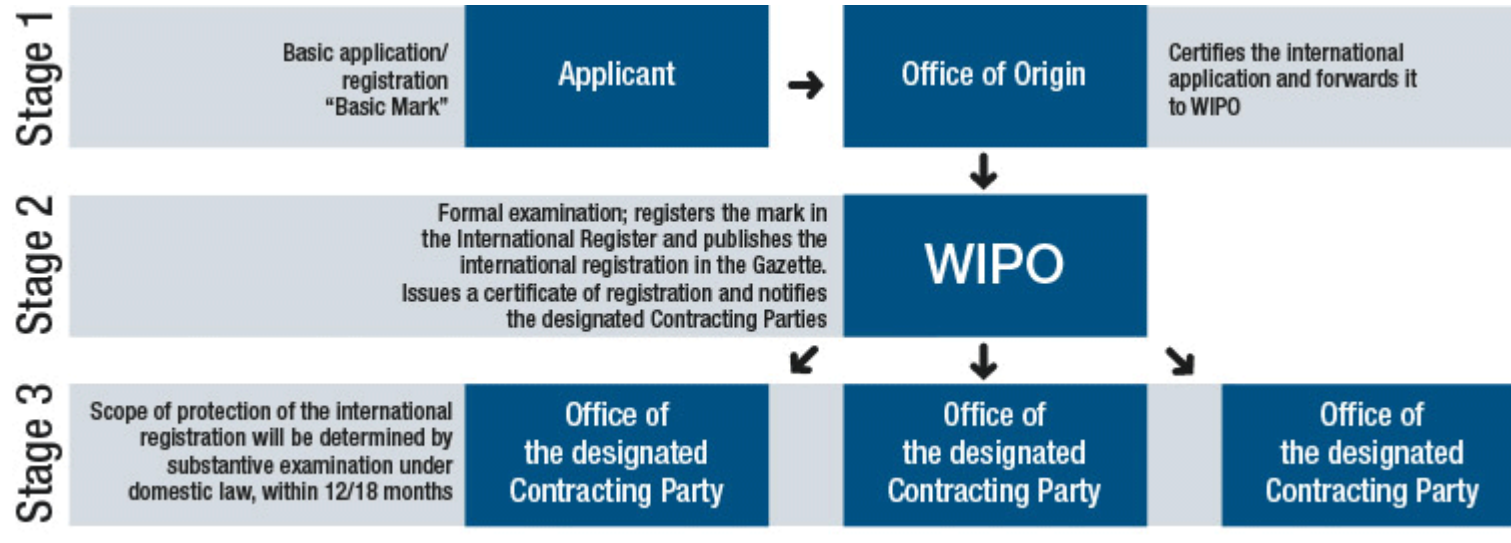 Stage 1
Basic application/
registration
“Basic Mark”
Applicant
Office of Origin
Certifies the international
application and forwards it
to WIPO
Stage 2
Formal examination; registers the mark in
the International Register and publishes the
international registration in the Gazette.
Issues a certificate of registration and notifies
the designated Contracting Parties
WIPO
Stage 3
Scope of protection of the international
registration will be determined by
substantive examination under
domestic law, within 12/18 months
Office of
the designated
Contracting Party
Office of
the designated
Contracting Party
Office of
the designated
Contracting Party